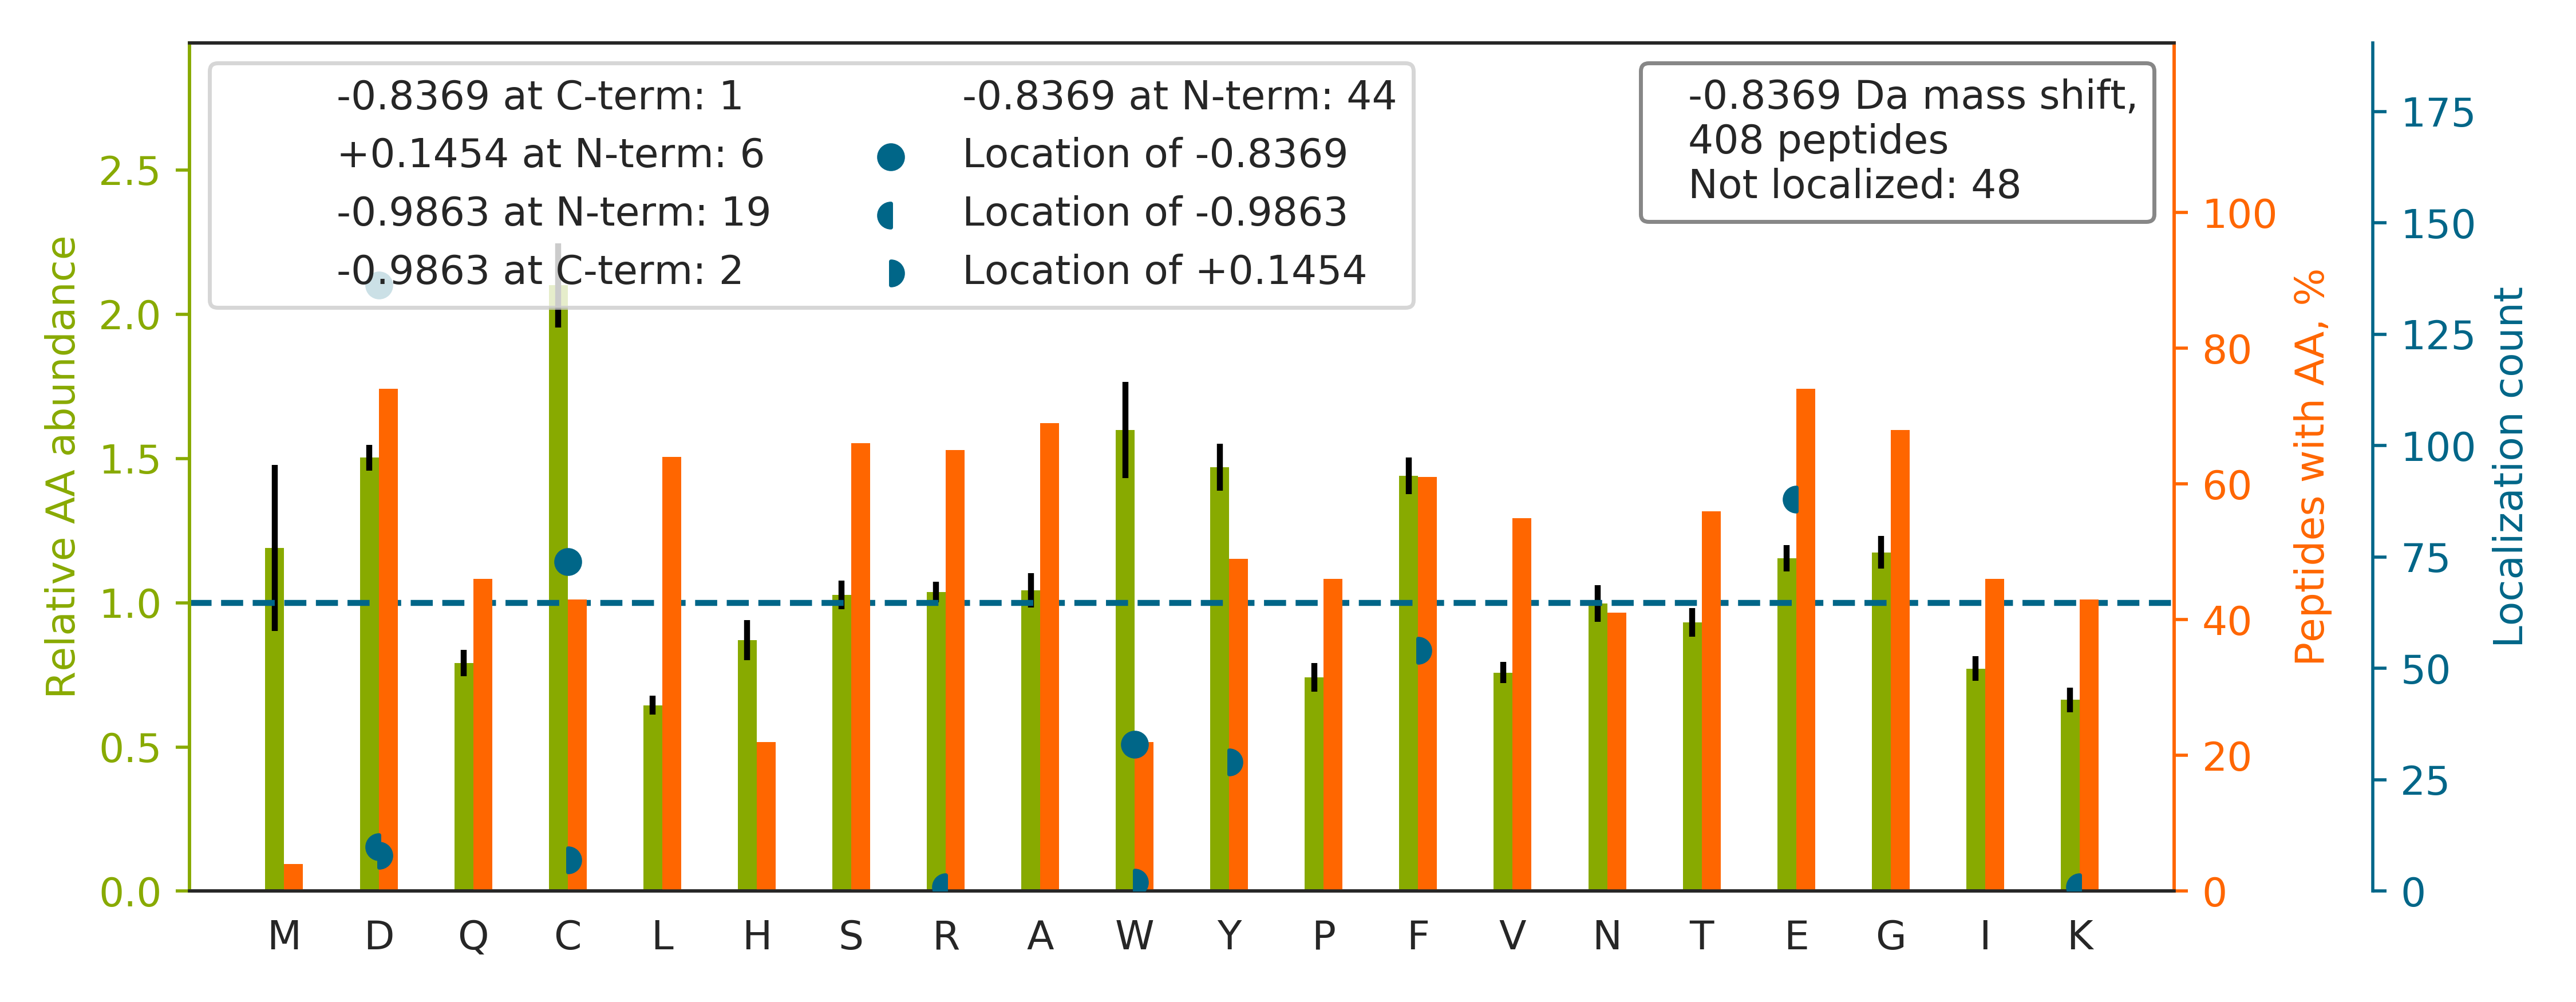 -0.8369 at C-term: 1
+0.1454 at N-term: 6
-0.9863 at N-term: 19
-0.9863 at C-term: 2
-0.8369 at N-term: 44
Location of -0.8369
Location of -0.9863
Location of +0.1454
-0.8369 Da mass shift,
408 peptides
Not localized: 48
Relative AA abundance
2.5
2.0
1.5
1.0
0.5
0.0
M D Q C L H S R A W Y P F V N T E G I K
100
80
60
40
20
0
Peptides with AA, %
175
150
125
100
75
50
25
0
Localization count